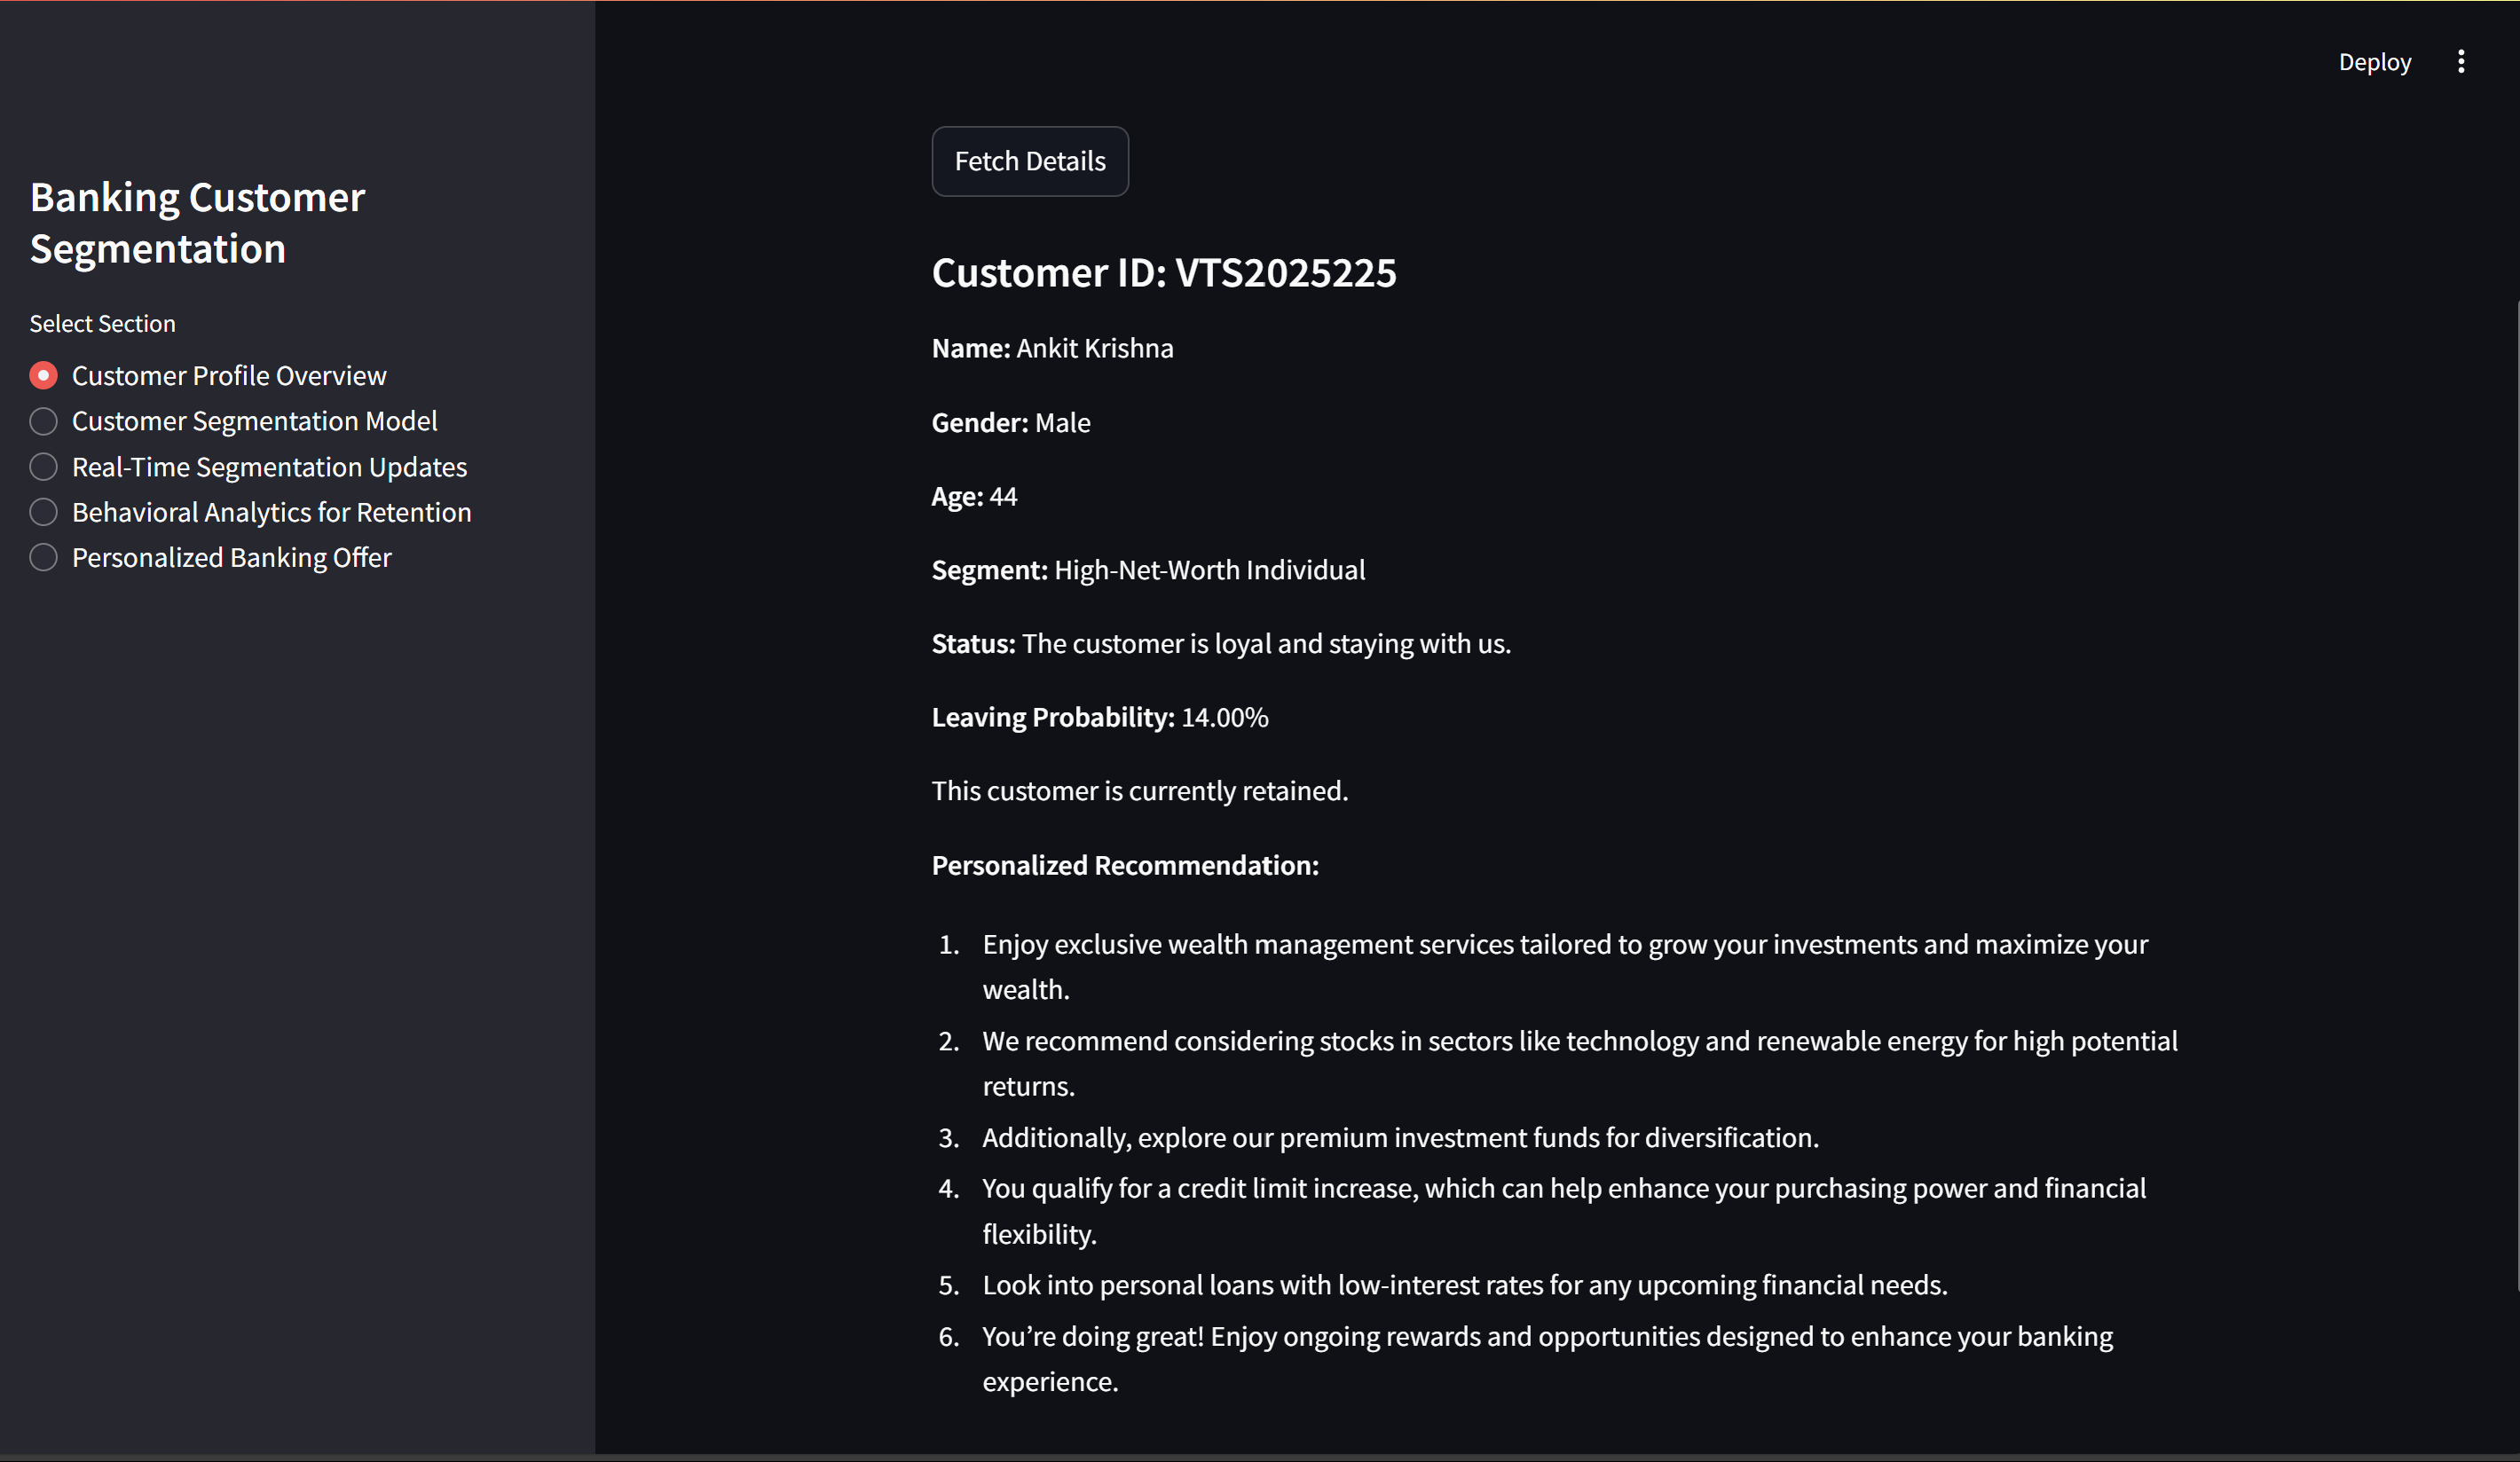 Deploy
Banking Customer
Segmentation
Select Section
Customer Profile Overview
Customer Segmentation Model
Real-Time Segmentation Updates
Behavioral Analytics for Retention
Personalized Banking Offer
Fetch Details
Customer ID: VTS2025225
Name: Ankit Krishna
Gender: Male
Age: 44
Segment: High-Net-Worth Individual
Status: The customer is loyal and staying with us.
Leaving Probability: 14.00%
This customer is currently retained.
Personalized Recommendation:
1. Enjoy exclusive wealth management services tailored to grow your investments and maximize your
wealth.
2. We recommend considering stocks in sectors like technology and renewable energy for high potential
returns.
3. Additionally, explore our premium investment funds for diversification.
4. You qualify for a credit limit increase, which can help enhance your purchasing power and financial
flexibility.
5. Look into personal loans with low-interest rates for any upcoming financial needs.
6. You’re doing great! Enjoy ongoing rewards and opportunities designed to enhance your banking
experience.